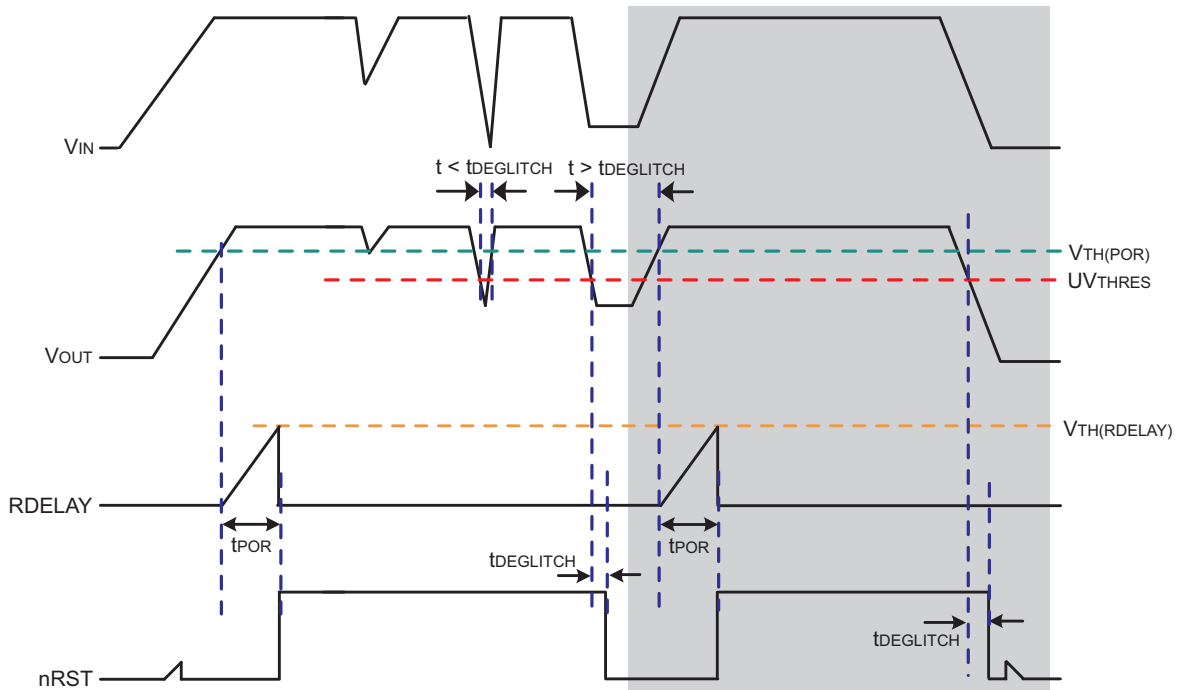 VIN
t < tDEGLITCH
t > tDEGLITCH
VTH(POR)
UVTHRES
VOUT
VTH(RDELAY)
RDELAY
tPOR
tPOR
tDEGLITCH
tDEGLITCH
nRST